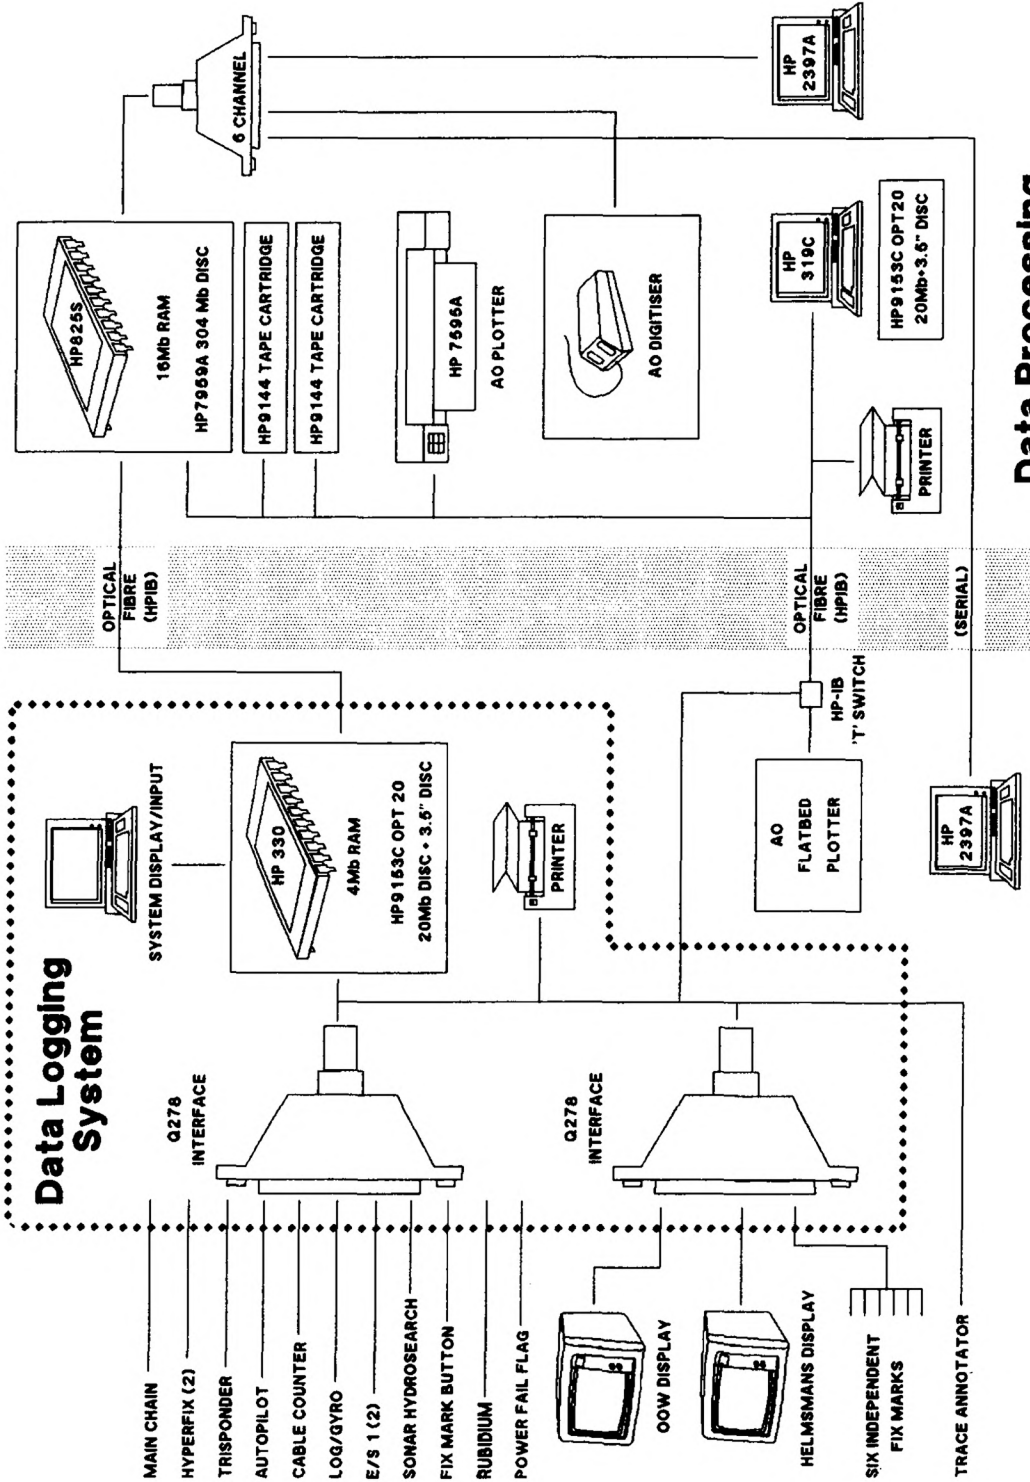 Data Logging
System
MAIN CHAIN
HYPERFIX (2)
TRISPONDER
AUTOPILOT
CABLE COUNTER
LOG/GYRO
E/S 1 (2)
SONAR HYDROSEARCH
FIX MARK BUTTON
RUBIDIUM
POWER FAIL FLAG
OOW DISPLAY
HELMSMANS DISPLAY
SIX INDEPENDENT
FIX MARKS
TRACE ANNOTATOR
Q278
INTERFACE
Q278
INTERFACE
SYSTEM DISPLAY/INPUT
HP 330
4Mb RAM
HP9153C OPT 20
20Mb DISC + 3.5" DISC
PRINTER
AO
FLATBED
PLOTTER
HP-IB
'T' SWITCH
HP
2397A
OPTICAL
FIBRE
(HPIB)
OPTICAL
FIBRE
(HPIB)
(SERIAL)
HP825S
16Mb RAM
HP7959A 304 Mb DISC
HP9144 TAPE CARTRIDGE
HP9144 TAPE CARTRIDGE
HP 7595A
AO PLOTTER
AO DIGITISER
HP
319C
HP9153C OPT20
20Mb+3.5" DISC
PRINTER
6 CHANNEL
HP
2397A
Data Processing